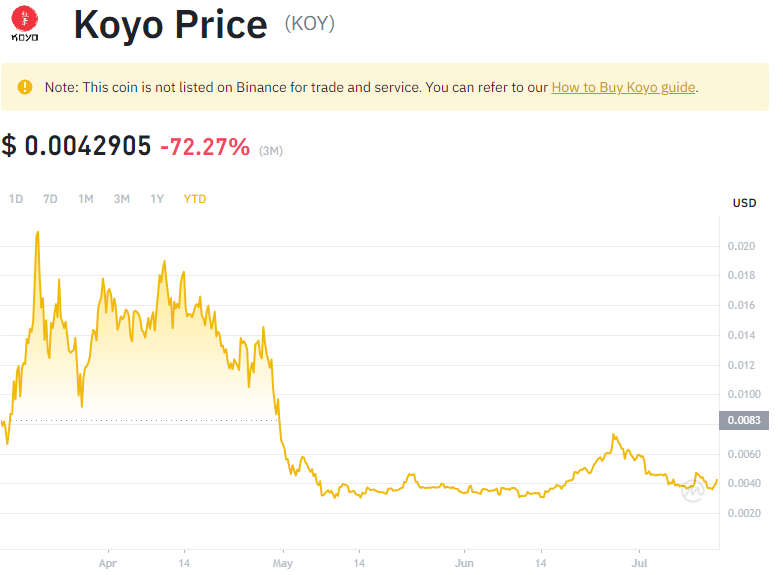 KOYO
Koyo Price (KOY)
Note: This coin is not listed on Binance for trade and service. You can refer to our How to Buy Koyo guide.
$ 0.0042905 -72.27% (3M)
1D 7D 1M 3M 1Y YTD
USD
0.020
0.018
0.016
0.014
0.012
0.0100
0.0083
0.0060
0.0040
0.0020
Apr 14 May 14 Jun 14 Jul